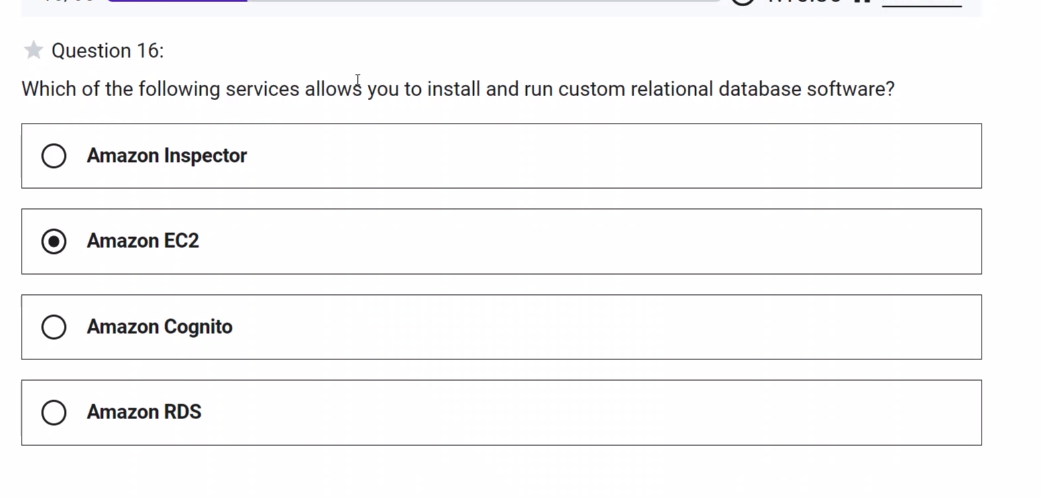 Question 16:
Which of the following services allows you to install and run custom relational database software?
Amazon Inspector
Amazon EC2
Amazon Cognito
Amazon RDS